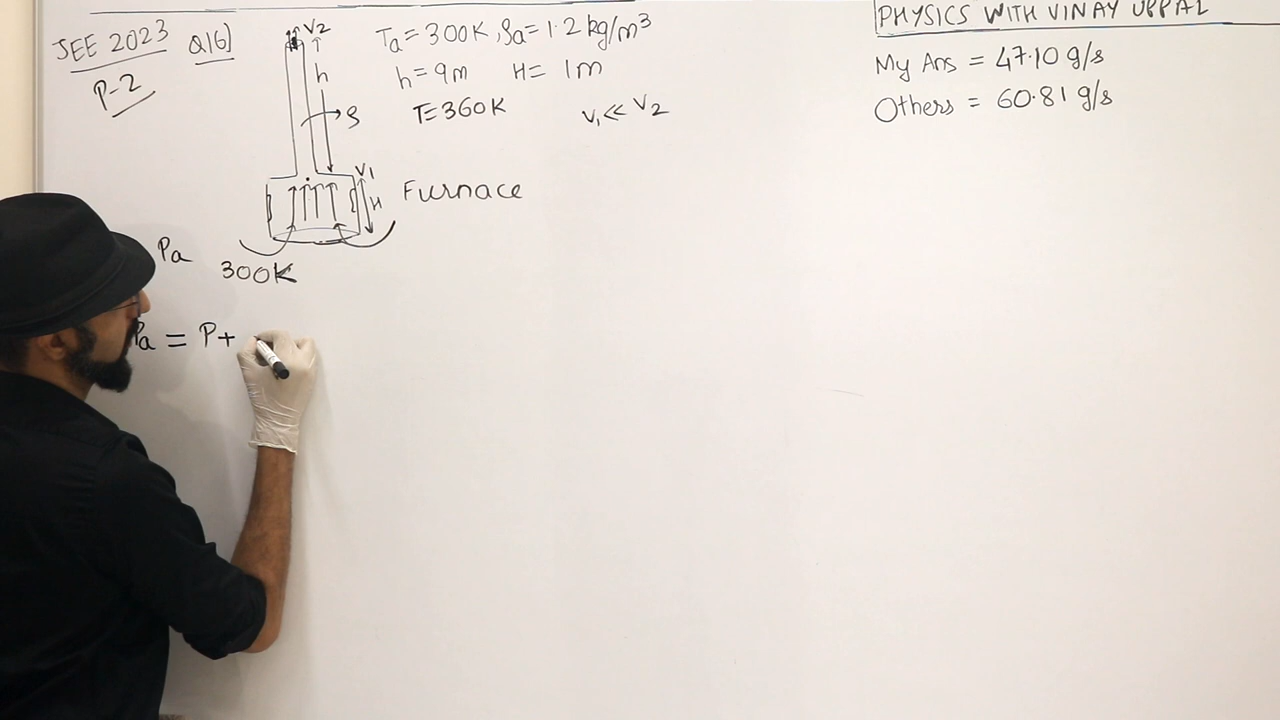 JEE 2023 Q16]
P-2
V2
h
ρ
V1
H
Furnace
Ta = 300K, ρa = 1.2 kg/m³
h = 9m H = 1m
T = 360K V1 << V2
PHYSICS WITH VINAY UPPAL
My Ans = 47.10 g/s
Others = 60.81 g/s
Pa
300K
Pa = P+